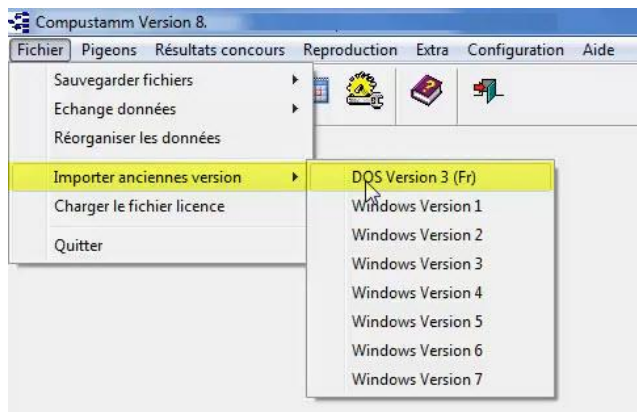 Compustamm Version 8.
Fichier Pigeons Résultats concours Reproduction Extra Configuration Aide
Sauvegarder fichiers
Echange données
Réorganiser les données
Importer anciennes version
Charger le fichier licence
Quitter
DOS Version 3 (Fr)
Windows Version 1
Windows Version 2
Windows Version 3
Windows Version 4
Windows Version 5
Windows Version 6
Windows Version 7